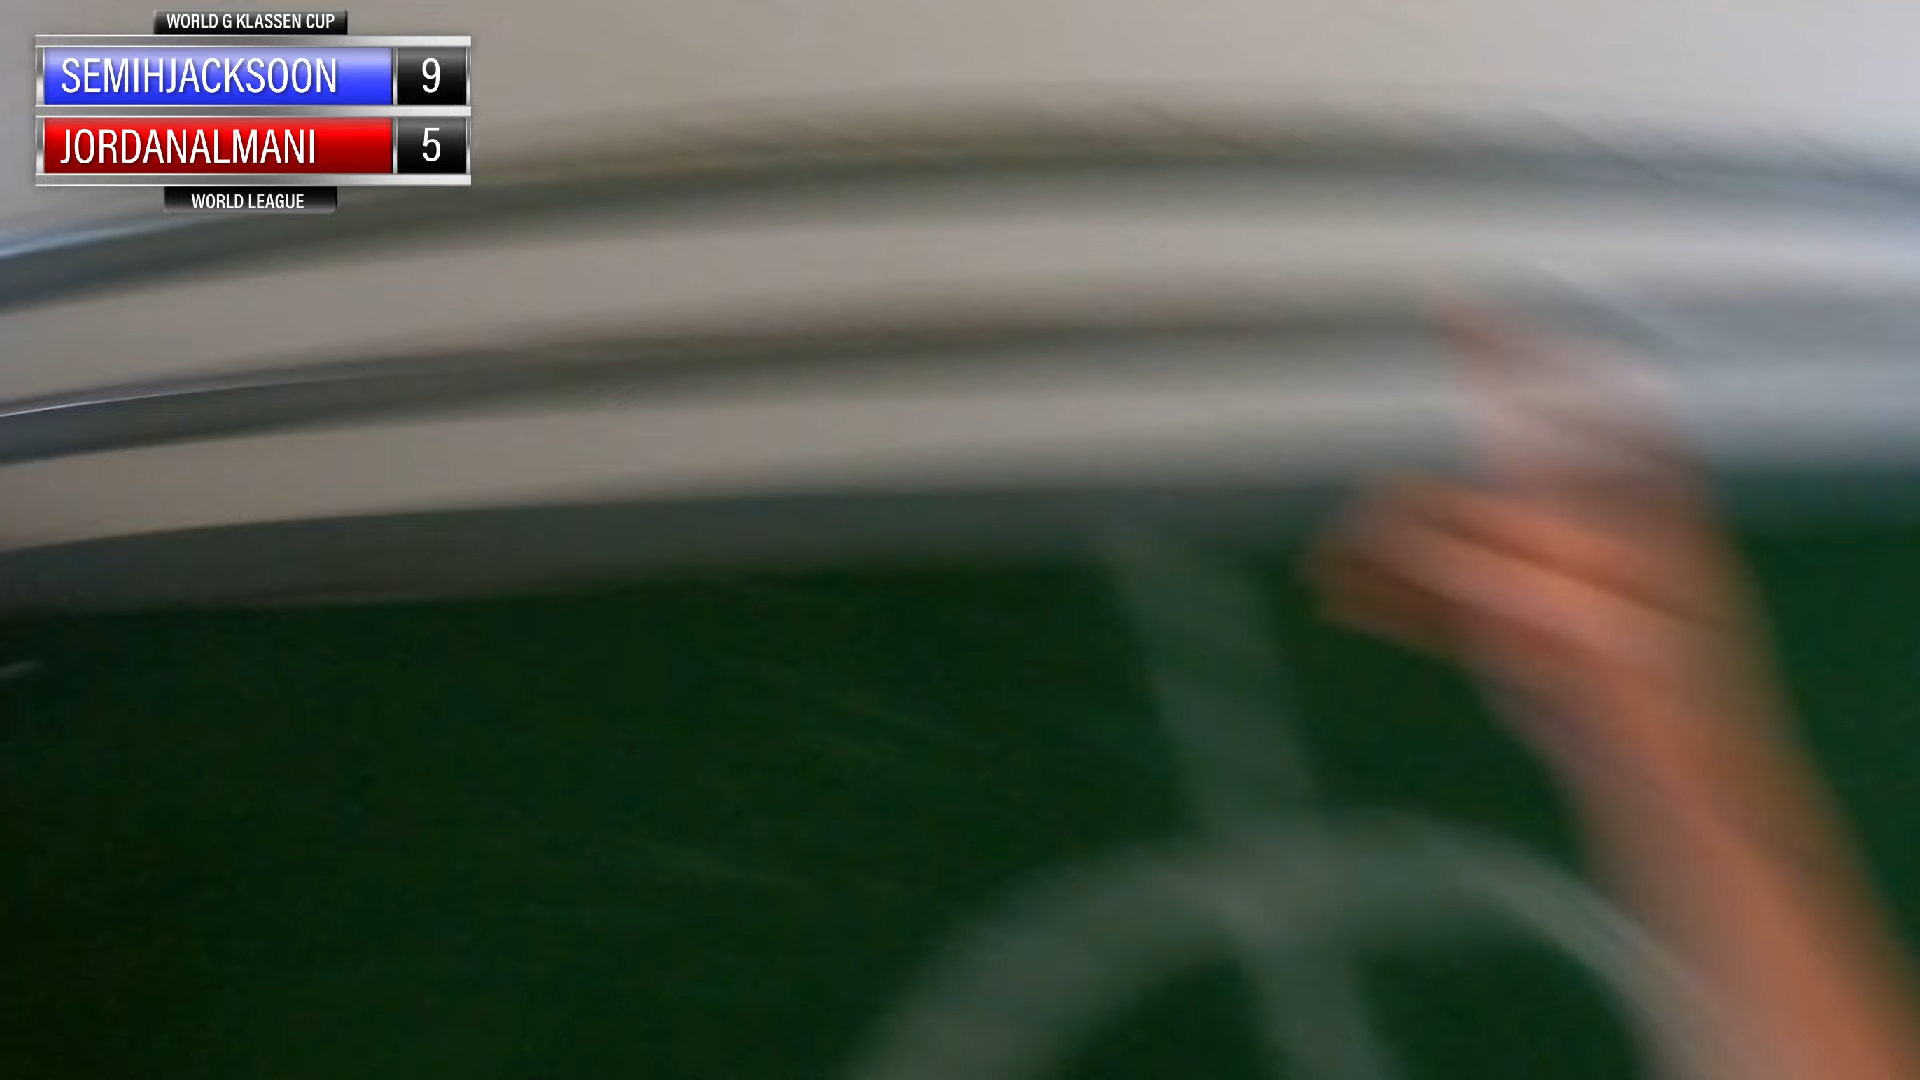 WORLD G KLASSEN CUP
SEMIHJACKSOON 9
JORDANALMANI 5
WORLD LEAGUE